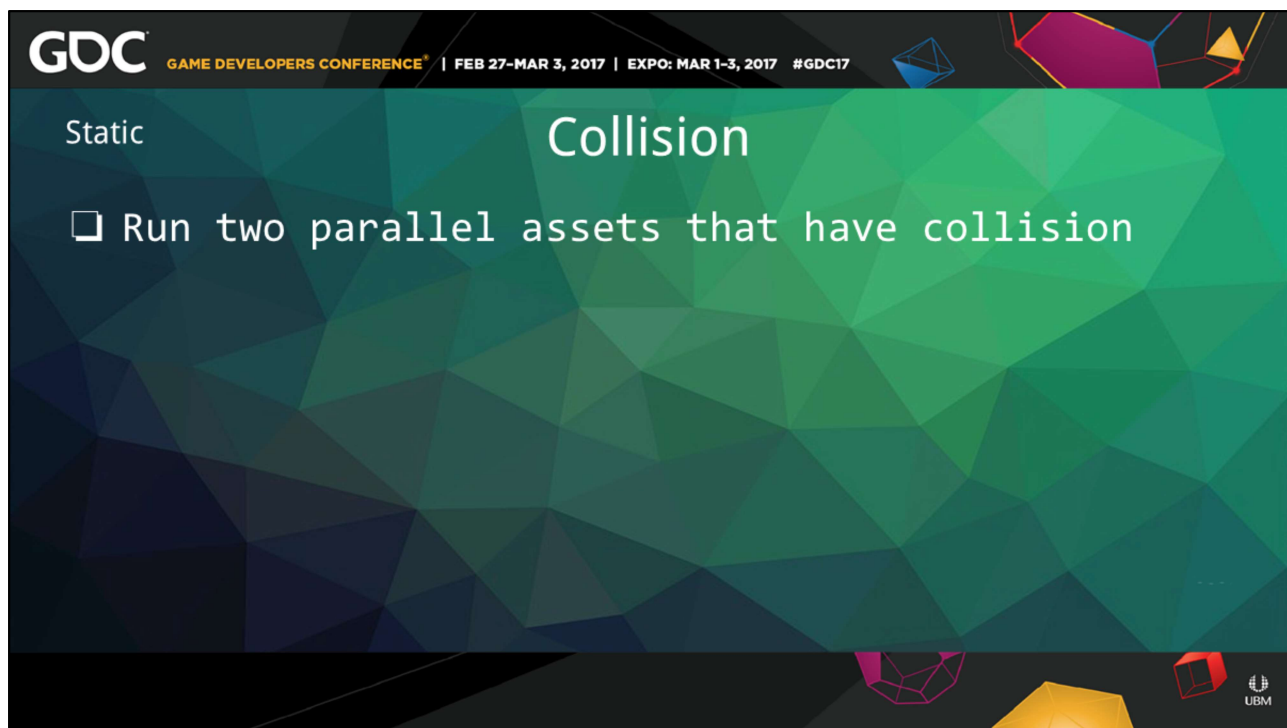 GDC GAME DEVELOPERS CONFERENCE® | FEB 27–MAR 3, 2017 | EXPO: MAR 1–3, 2017 #GDC17
Static
Collision
❏ Run two parallel assets that have collision
UBM